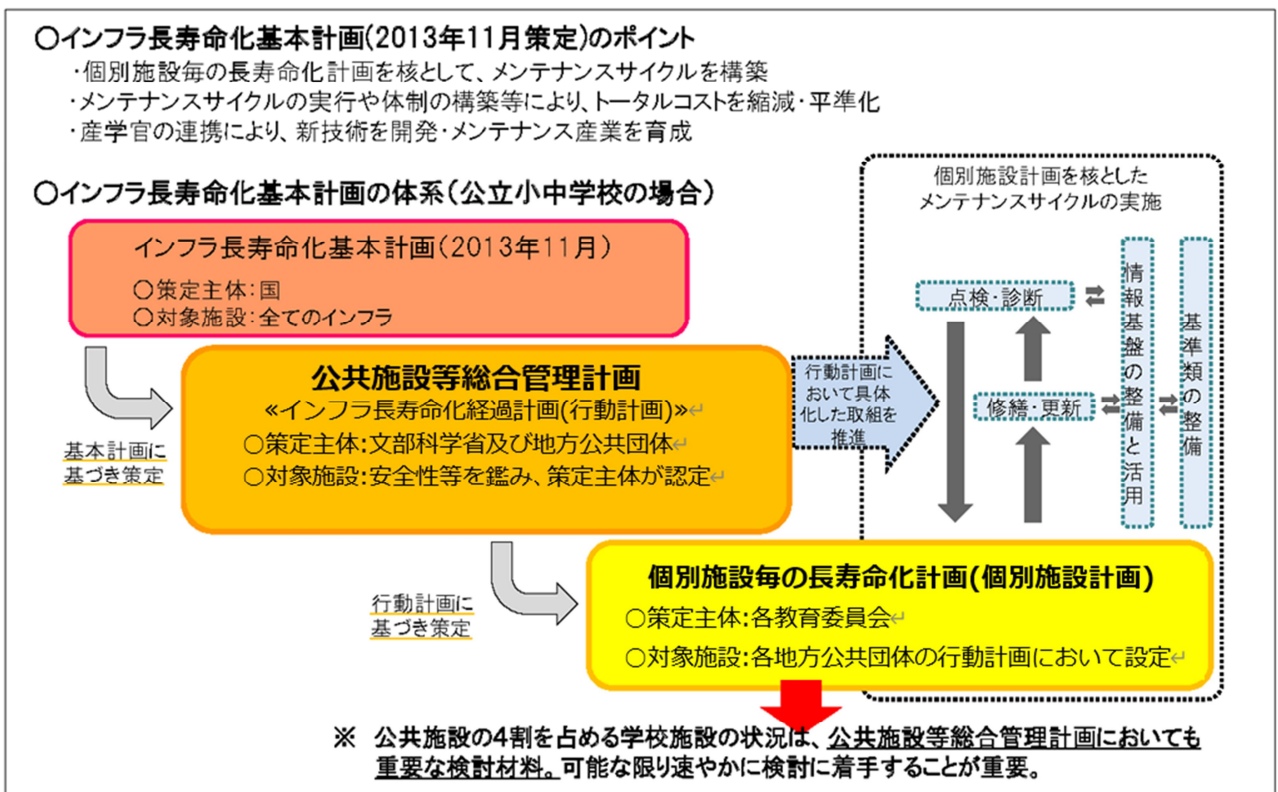 〇インフラ長寿命化基本計画(2013年11月策定)のポイント
・個別施設毎の長寿命化計画を核として、メンテナンスサイクルを構築
・メンテナンスサイクルの実行や体制の構築等により、トータルコストを縮減・平準化
・産学官の連携により、新技術を開発・メンテナンス産業を育成
〇インフラ長寿命化基本計画の体系(公立小中学校の場合)
インフラ長寿命化基本計画(2013年11月)
〇策定主体:国
〇対象施設:全てのインフラ
基本計画に
基づき策定
公共施設等総合管理計画
≪インフラ長寿命化経過計画(行動計画)≫↵
〇策定主体:文部科学省及び地方公共団体↵
〇対象施設:安全性等を鑑み、策定主体が認定↵
行動計画に
おいて具体
化した取組を
推進
個別施設計画を核とした
メンテナンスサイクルの実施
点検・診断
修繕・更新
情報基盤の整備と活用
基準類の整備
行動計画に
基づき策定
個別施設毎の長寿命化計画(個別施設計画)
〇策定主体:各教育委員会↵
〇対象施設:各地方公共団体の行動計画において設定↵
※ 公共施設の4割を占める学校施設の状況は、公共施設等総合管理計画においても
重要な検討材料。可能な限り速やかに検討に着手することが重要。